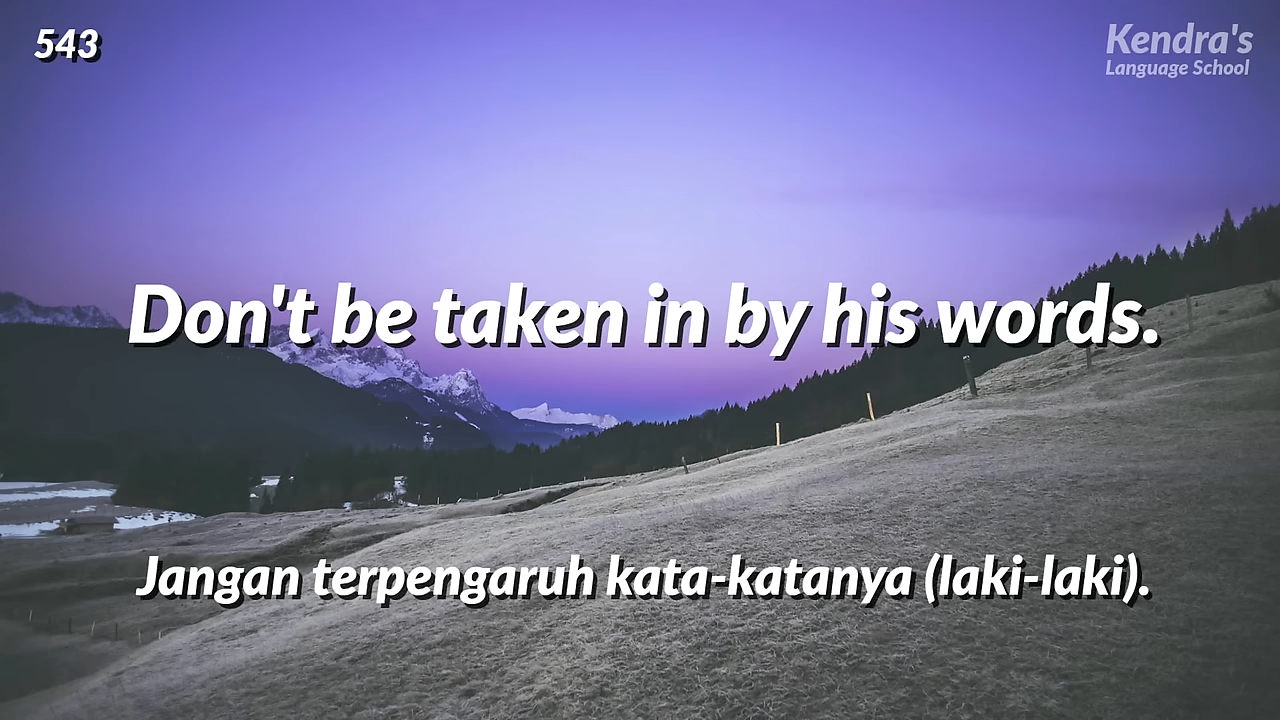 543
Kendra's
Language School
Don't be taken in by his words.
Jangan terpengaruh kata-katanya (laki-laki).